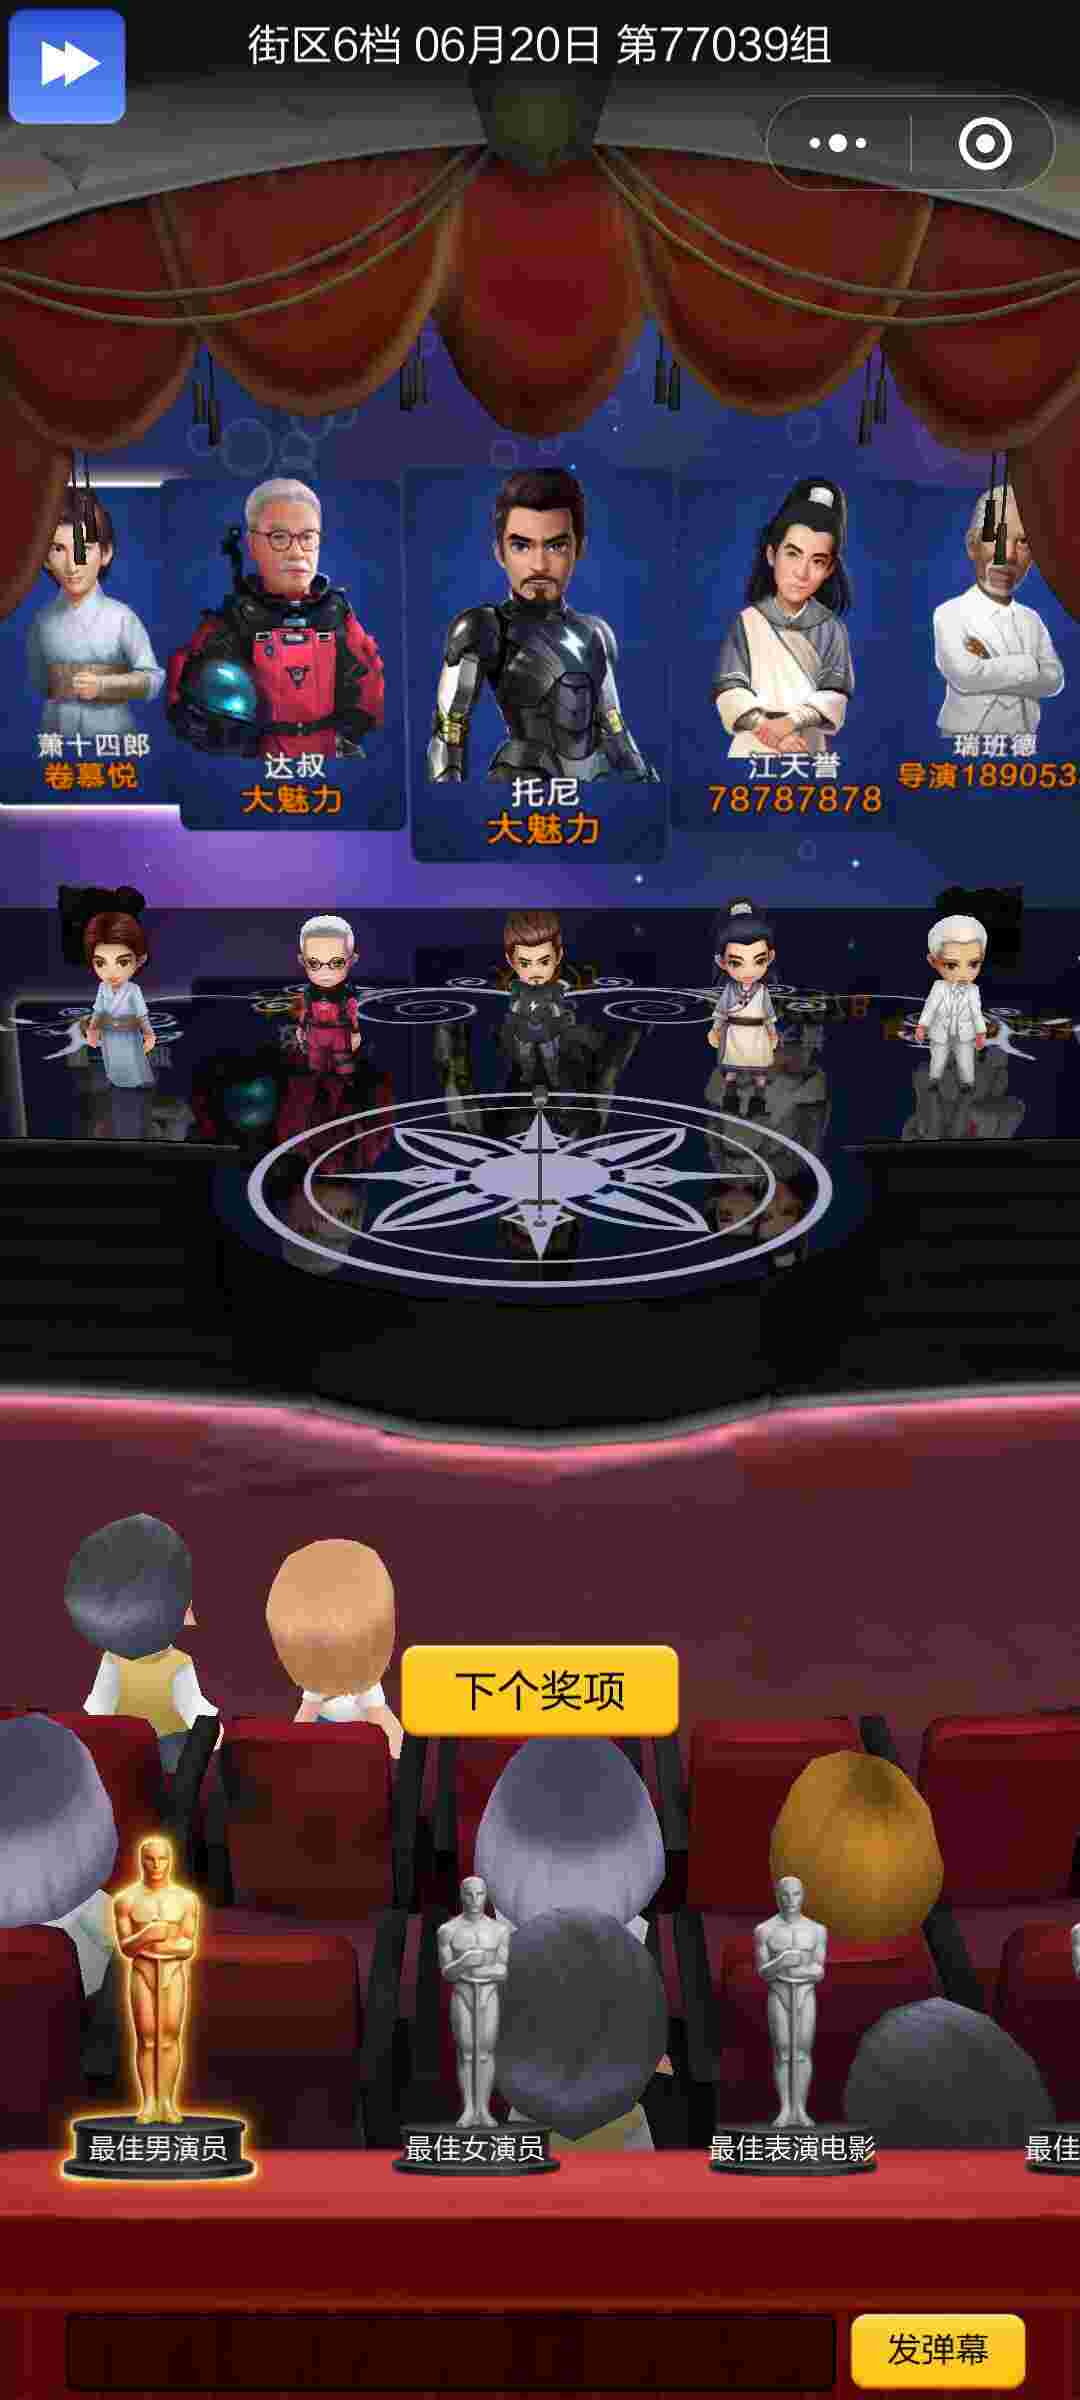 街区6档 06月20日 第77039组
萧十四郎
卷慕悦
达叔
大魅力
托尼
大魅力
江天誉
78787878
瑞班德
导演189053
下个奖项
最佳男演员
最佳女演员
最佳表演电影
最佳
发弹幕